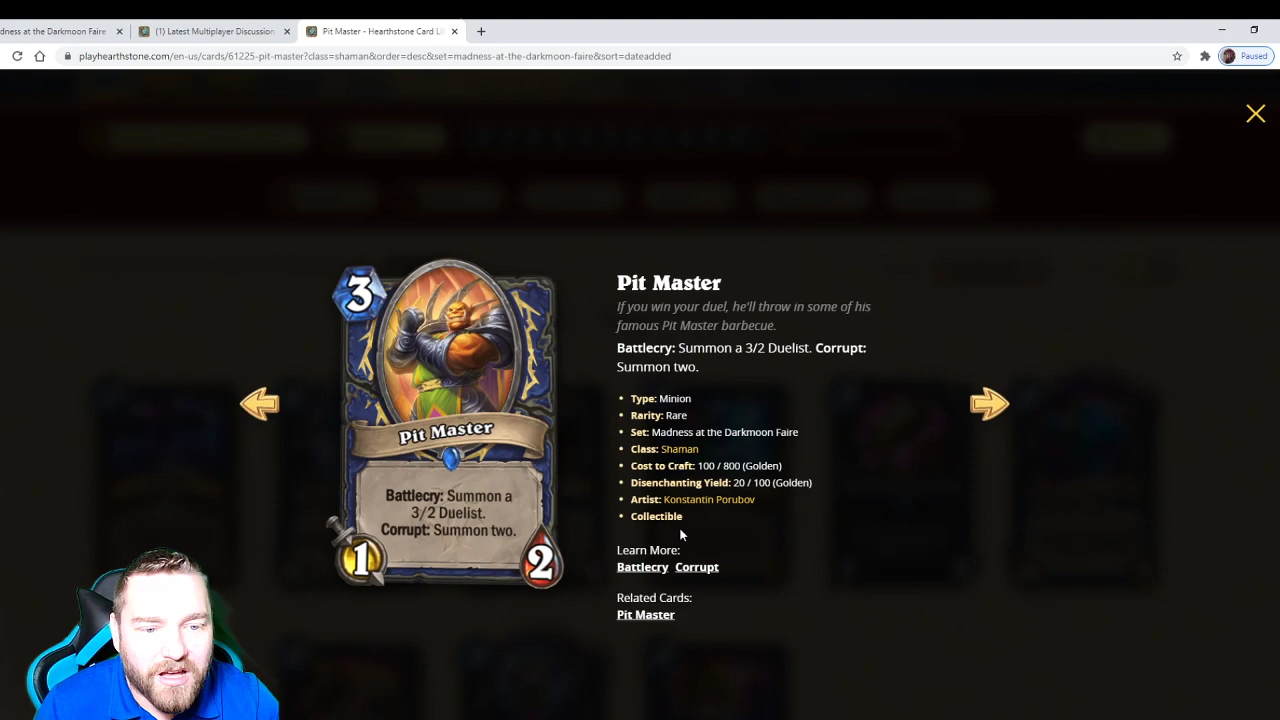 dness at the Darkmoon Faire
(1) Latest Multiplayer Discussion
Pit Master - Hearthstone Card Li
playhearthstone.com/en-us/cards/61225-pit-master?class=shaman&order=desc&set=madness-at-the-darkmoon-faire&sort=dateadded
Paused
3
Pit Master
Battlecry: Summon a
3/2 Duelist.
Corrupt: Summon two.
1
2
Pit Master
If you win your duel, he'll throw in some of his
famous Pit Master barbecue.
Battlecry: Summon a 3/2 Duelist. Corrupt:
Summon two.
• Type: Minion
• Rarity: Rare
• Set: Madness at the Darkmoon Faire
• Class: Shaman
• Cost to Craft: 100 / 800 (Golden)
• Disenchanting Yield: 20 / 100 (Golden)
• Artist: Konstantin Porubov
• Collectible
Learn More:
Battlecry Corrupt
Related Cards:
Pit Master